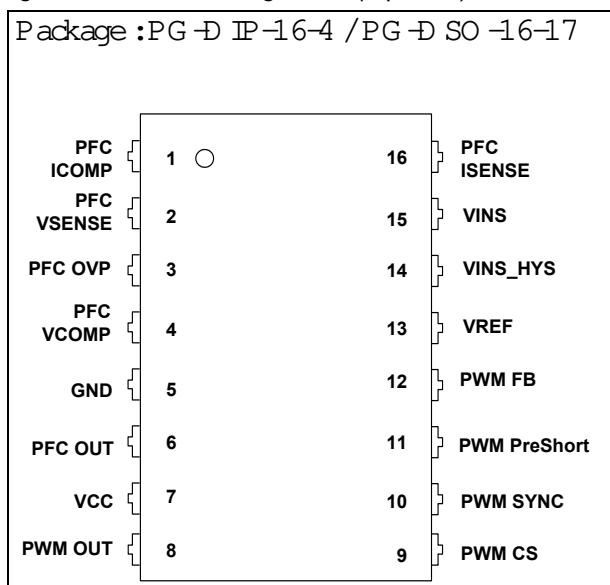 Package :PG-DIP-16-4 / PG-DSO-16-17
PFC
ICOMP
1
16
PFC
ISENSE
PFC
VSENSE
2
15
VINS
PFC OVP
3
14
VINS_HYS
PFC
VCOMP
4
13
VREF
GND
5
12
PWM FB
PFC OUT
6
11
PWM PreShort
VCC
7
10
PWM SYNC
PWM OUT
8
9
PWM CS